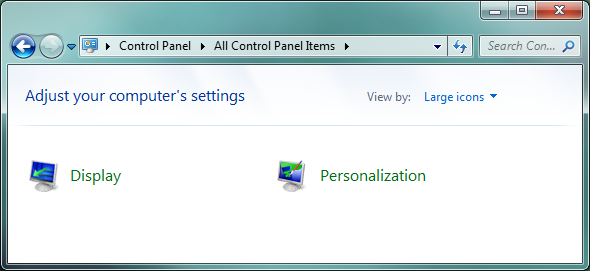 Control Panel All Control Panel Items Search Con...
Adjust your computer's settings View by: Large icons
Display Personalization